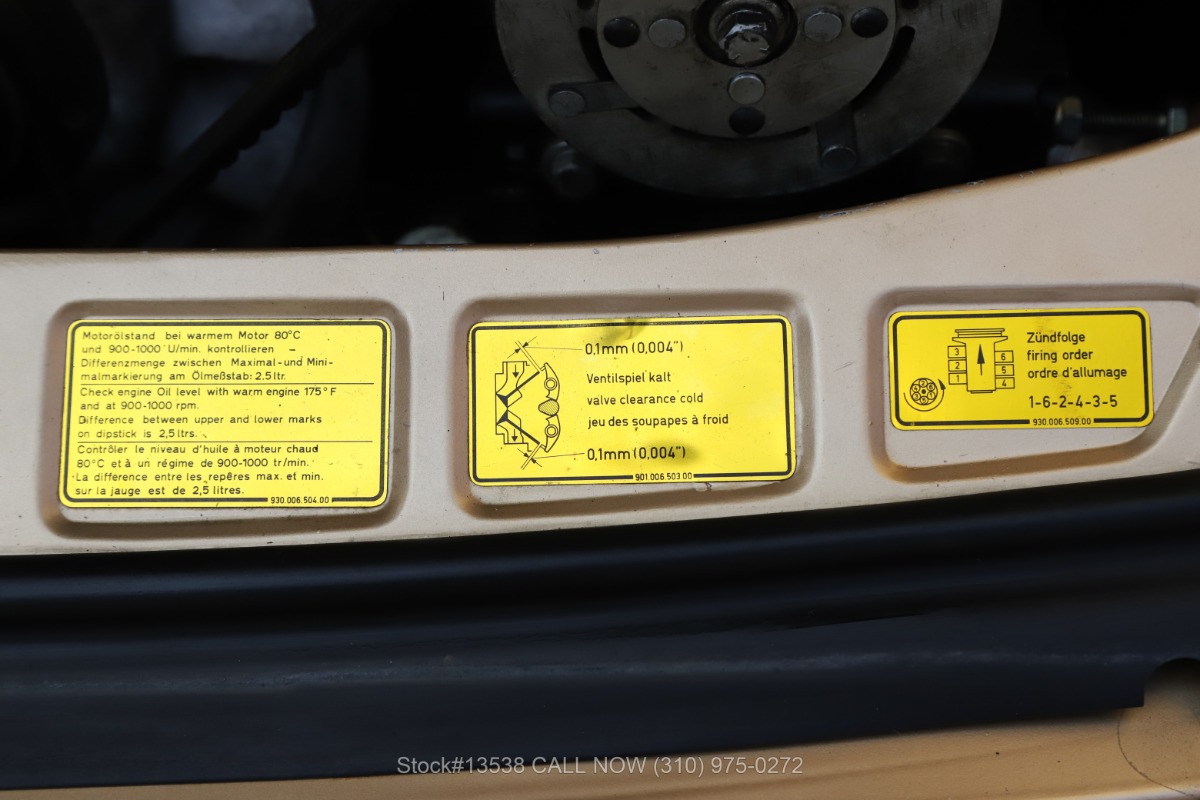 Motorölstand bei warmem Motor 80°C
und 900-1000 U/min. kontrollieren –
Differenzmenge zwischen Maximal-und Mini-
malmarkierung am Ölmeßstab: 2,5 ltr.
Check engine Oil level with warm engine 175°F
and at 900-1000 rpm.
Difference between upper and lower marks
on dipstick is 2,5 ltrs.
Contrôler le niveau d'huile à moteur chaud
80°C et à un régime de 900-1000 tr/min.
La différence entre les repêres max. et min.
sur la jauge est de 2,5 litres.
930.006.504.00
0,1mm (0,004")
Ventilspiel kalt
valve clearance cold
jeu des soupapes à froid
0,1mm (0,004")
901.006.503.00
3
2
1
6
5
4
Zündfolge
firing order
ordre d'allumage
1-6-2-4-3-5
930.006.509.00
Stock#13538 CALL NOW (310) 975-0272